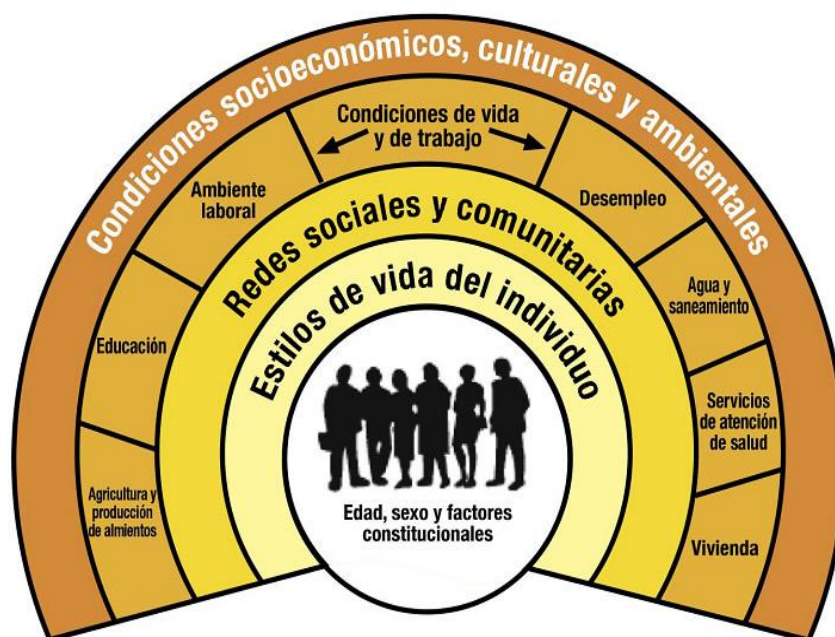 Condiciones socioeconómicos, culturales y ambientales
Condiciones de vida
y de trabajo
Ambiente
laboral
Desempleo
Educación
Agua y
saneamiento
Agricultura y
producción
de almientos
Servicios
de atención
de salud
Vivienda
Redes sociales y comunitarias
Estilos de vida del individuo
Edad, sexo y factores
constitucionales